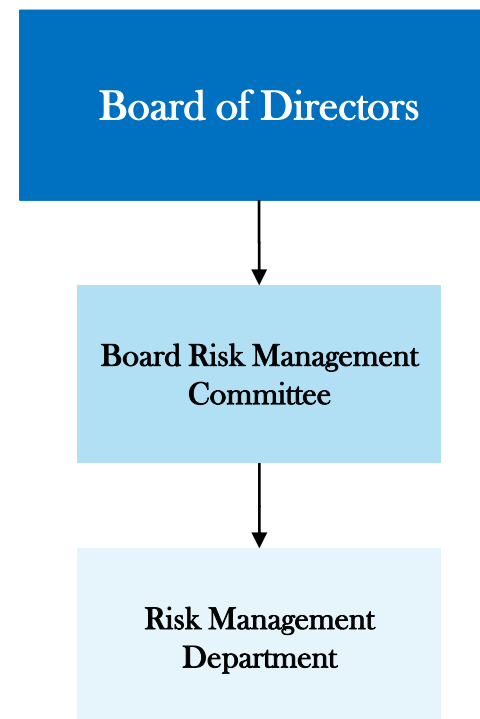 Board of Directors
Board Risk Management
Committee
Risk Management
Department